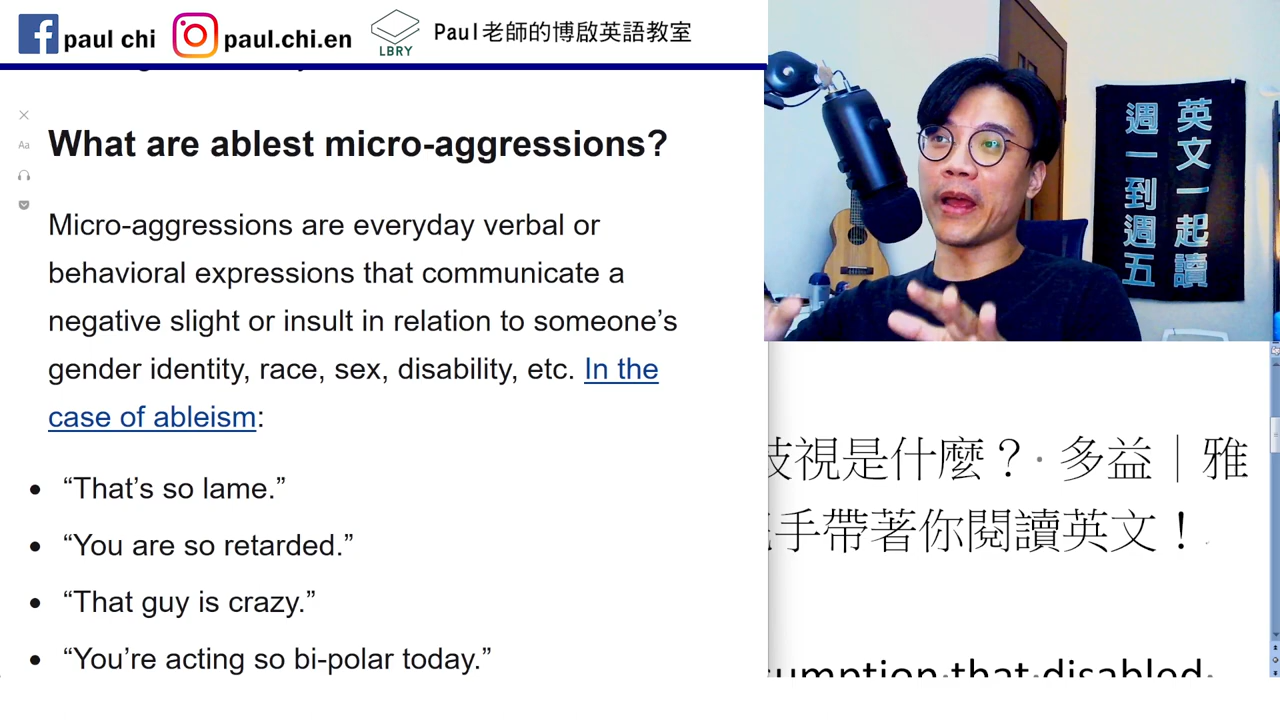 paul chi
paul.chi.en
LBRY
Paul老師的博啟英語教室
What are ablest micro-aggressions?
Aa
Micro-aggressions are everyday verbal or
behavioral expressions that communicate a
negative slight or insult in relation to someone’s
gender identity, race, sex, disability, etc. In the
case of ableism:
“That’s so lame.”
“You are so retarded.”
“That guy is crazy.”
“You’re acting so bi-polar today.”
英文一起讀
週一到週五
視是什麼？ 多益｜雅
手帶著你閱讀英文！
sumption that disabled